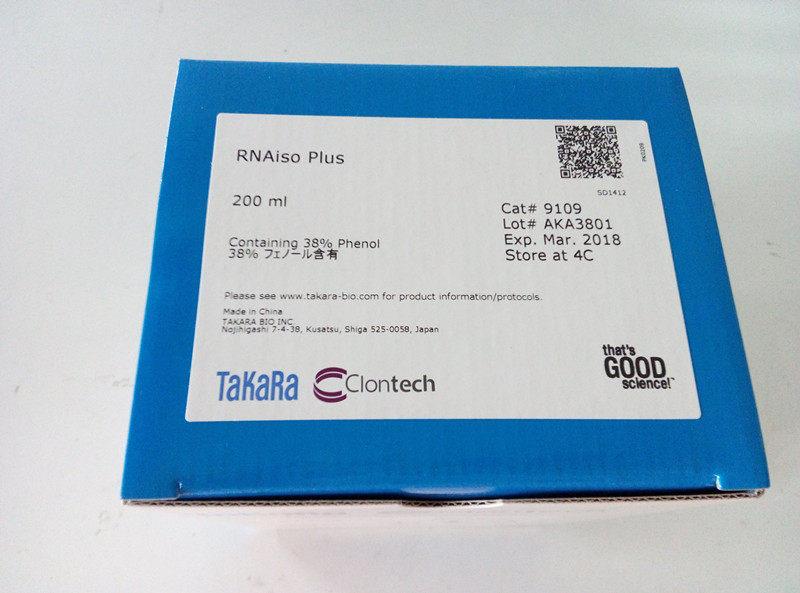 RNAiso Plus
200 ml
Containing 38% Phenol
38% フェノール含有
SD1412
Cat# 9109
Lot# AKA3801
Exp. Mar. 2018
Store at 4C
Please see www.takara-bio.com for product information/protocols.
Made in China
TAKARA BIO INC.
Nojihigashi 7-4-38, Kusatsu, Shiga 525-0058, Japan
TaKaRa
Clontech
that's
GOOD
science!™